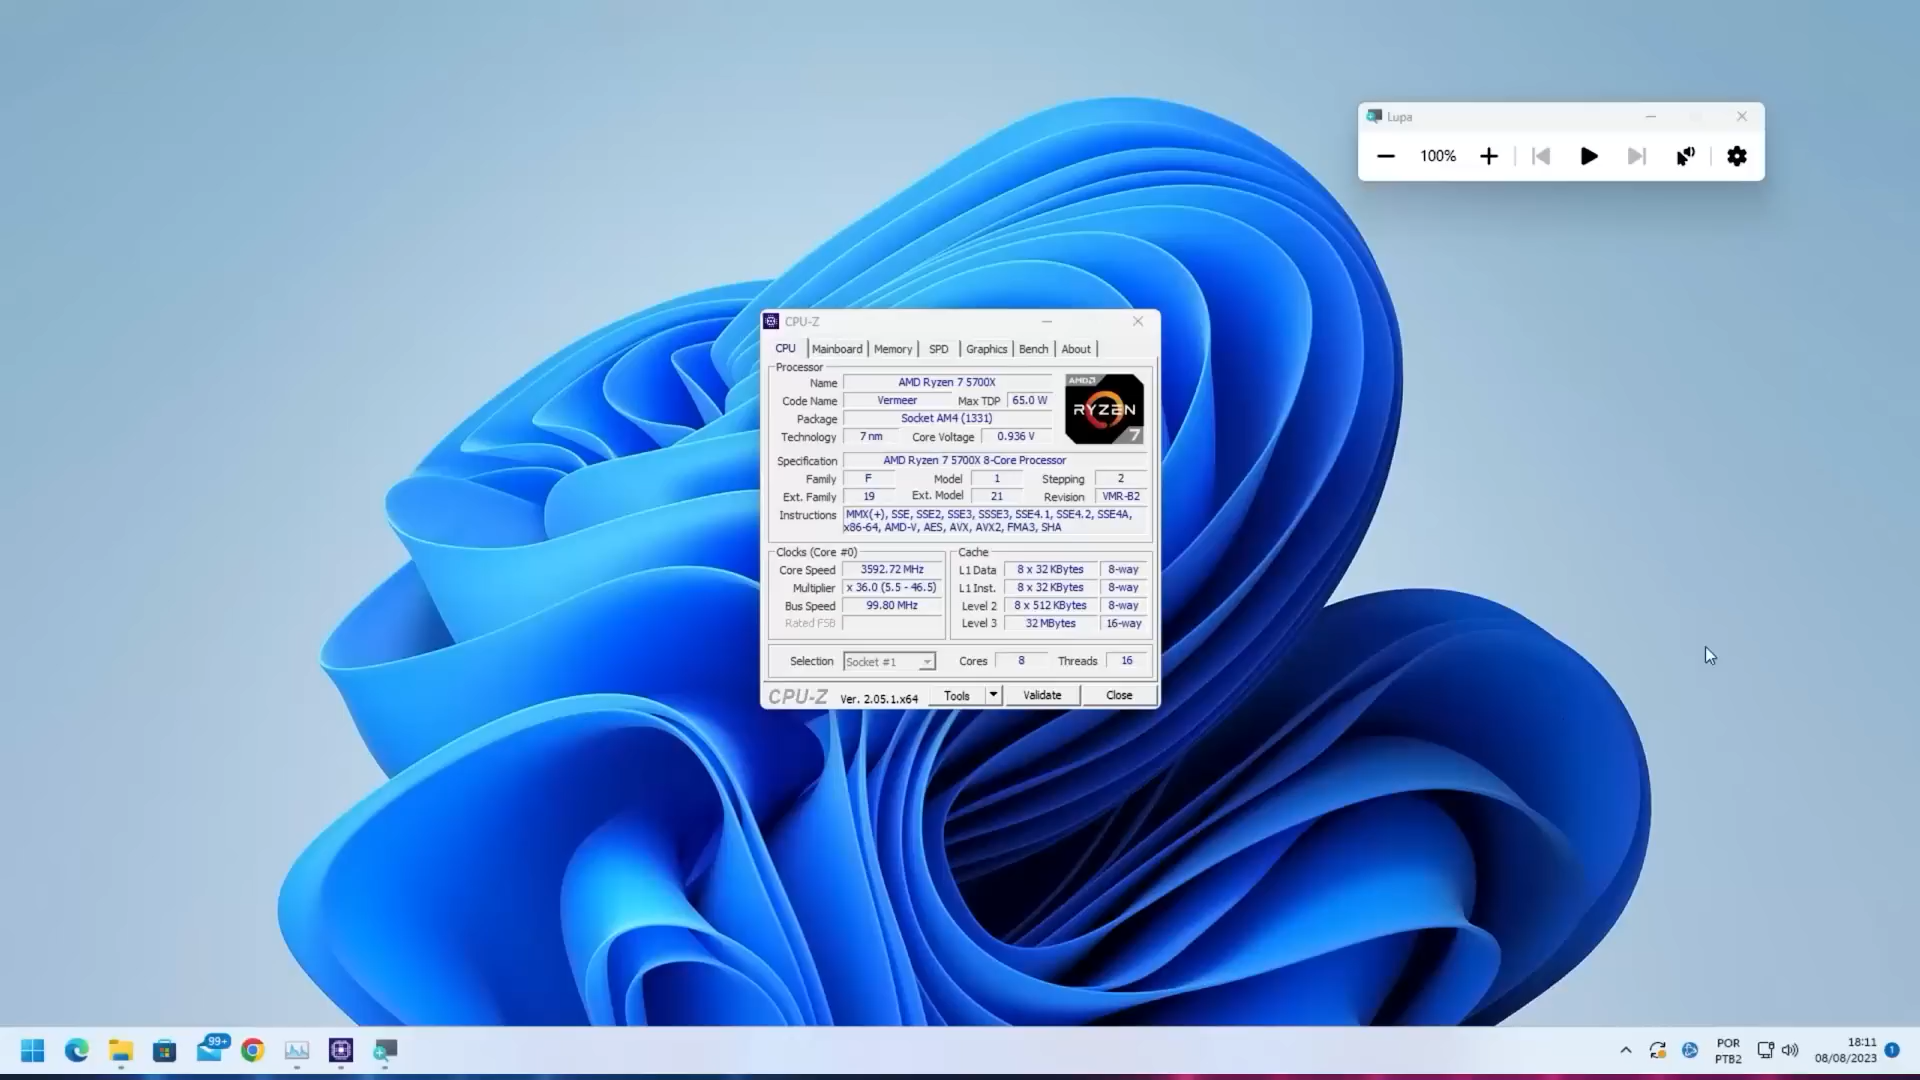 Lupa
100%
CPU-Z
CPU Mainboard Memory SPD Graphics Bench About
Processor
Name AMD Ryzen 7 5700X
Code Name Vermeer Max TDP 65.0 W
Package Socket AM4 (1331)
Technology 7 nm Core Voltage 0.936 V
AMD
RYZEN
7
Specification AMD Ryzen 7 5700X 8-Core Processor
Family F Model 1 Stepping 2
Ext. Family 19 Ext. Model 21 Revision VMR-B2
Instructions MMX(+), SSE, SSE2, SSE3, SSSE3, SSE4.1, SSE4.2, SSE4A,
x86-64, AMD-V, AES, AVX, AVX2, FMA3, SHA
Clocks (Core #0)
Core Speed 3592.72 MHz
Multiplier x 36.0 (5.5 - 46.5)
Bus Speed 99.80 MHz
Rated FSB
Cache
L1 Data 8 x 32 KBytes 8-way
L1 Inst. 8 x 32 KBytes 8-way
Level 2 8 x 512 KBytes 8-way
Level 3 32 MBytes 16-way
Selection Socket #1 Cores 8 Threads 16
CPU-Z Ver. 2.05.1.x64 Tools Validate Close
99+
POR
PTB2
18:11
08/08/2023
1